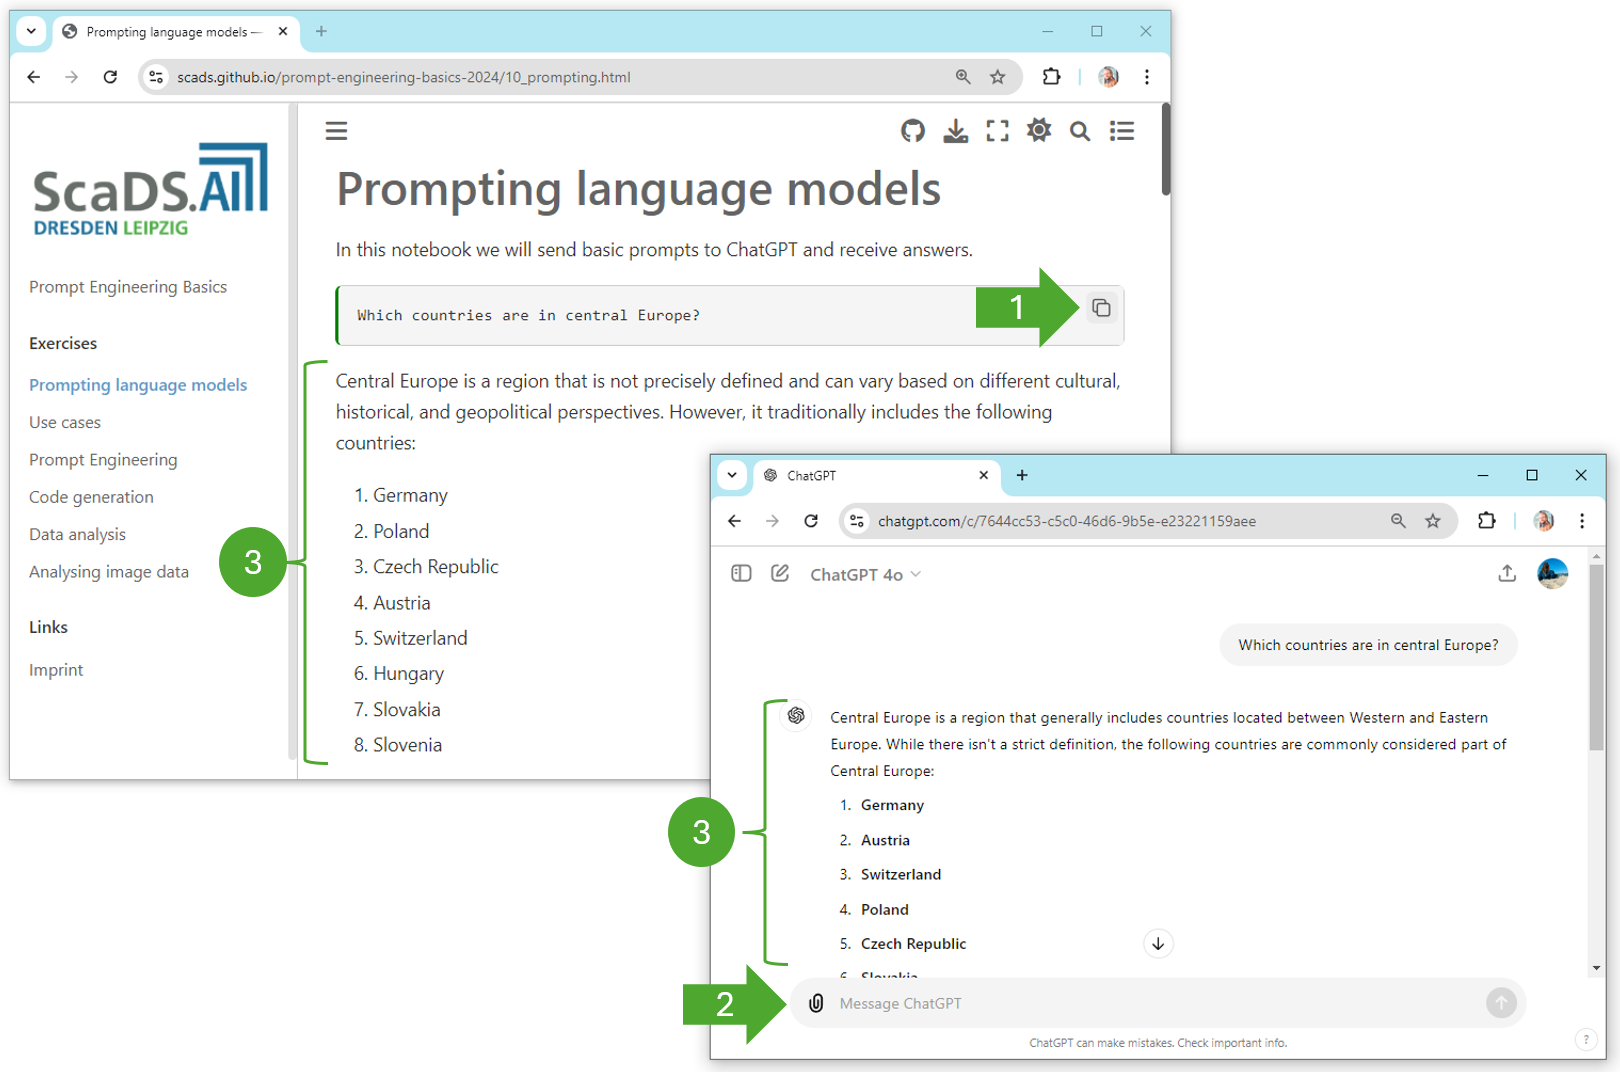 Prompting language models —
scads.github.io/prompt-engineering-basics-2024/10_prompting.html
ScaDS.AI
DRESDEN LEIPZIG
Prompt Engineering Basics
Exercises
Prompting language models
Use cases
Prompt Engineering
Code generation
Data analysis
Analysing image data
Links
Imprint
Prompting language models
In this notebook we will send basic prompts to ChatGPT and receive answers.
Which countries are in central Europe?
1
3
Central Europe is a region that is not precisely defined and can vary based on different cultural,
historical, and geopolitical perspectives. However, it traditionally includes the following
countries:
1. Germany
2. Poland
3. Czech Republic
4. Austria
5. Switzerland
6. Hungary
7. Slovakia
8. Slovenia
ChatGPT
chatgpt.com/c/7644cc53-c5c0-46d6-9b5e-e23221159aee
ChatGPT 4o
Which countries are in central Europe?
3
Central Europe is a region that generally includes countries located between Western and Eastern
Europe. While there isn't a strict definition, the following countries are commonly considered part of
Central Europe:
1. Germany
2. Austria
3. Switzerland
4. Poland
5. Czech Republic
6. Slovakia
2
Message ChatGPT
ChatGPT can make mistakes. Check important info.
?